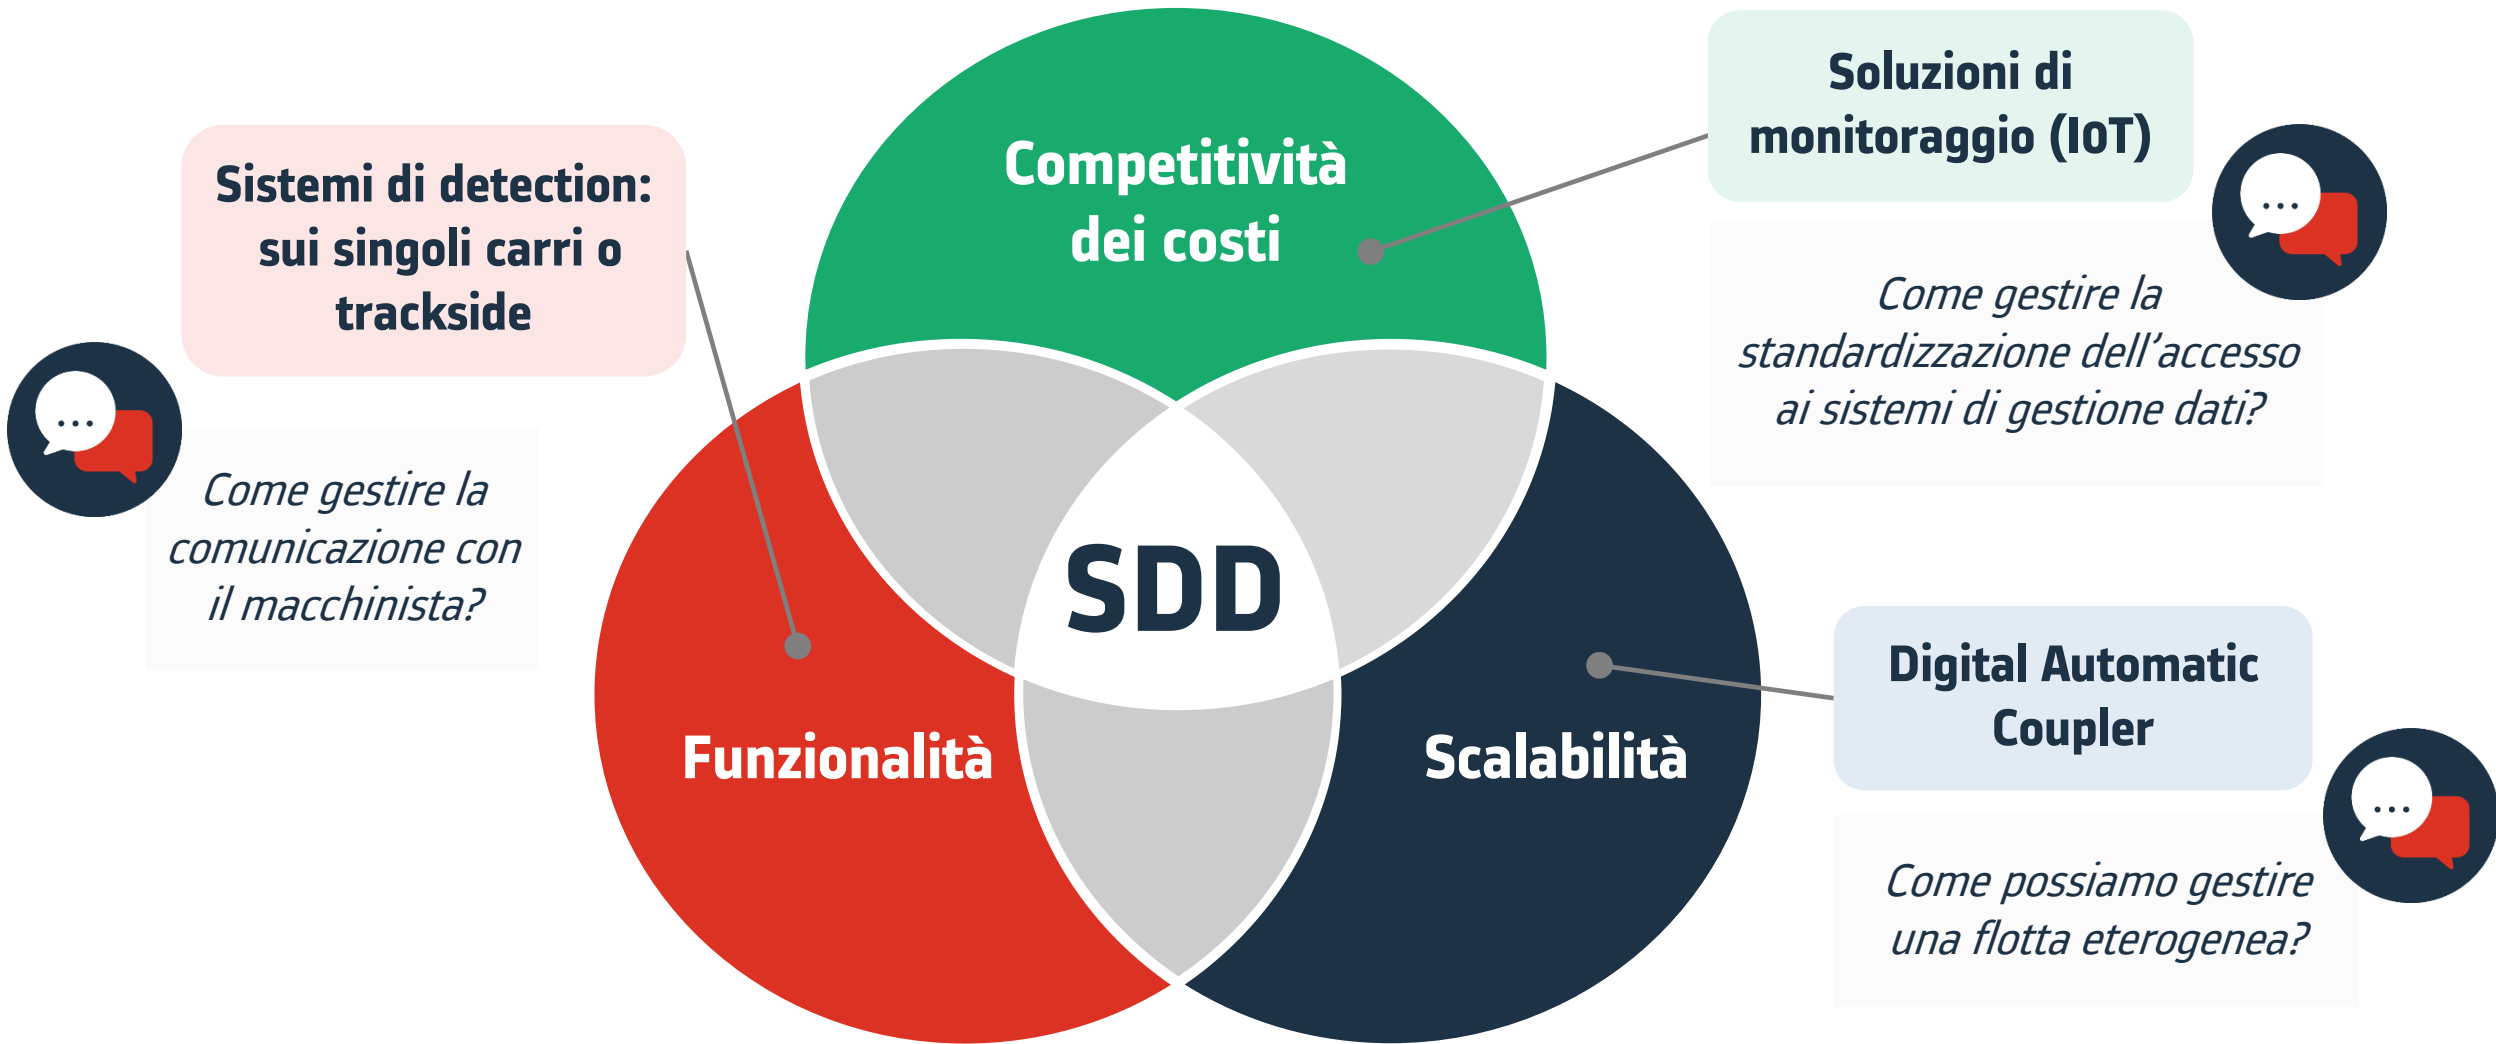 Competitività
dei costi
Soluzioni di
monitoraggio (IOT)
Come gestire la
standardizzazione dell'accesso
ai sistemi di gestione dati?
Sistemi di detection:
sui singoli carri o
trackside
Come gestire la
comunicazione con
il macchinista?
SDD
Funzionalità
Scalabilità
Digital Automatic
Coupler
Come possiamo gestire
una flotta eterogenea?